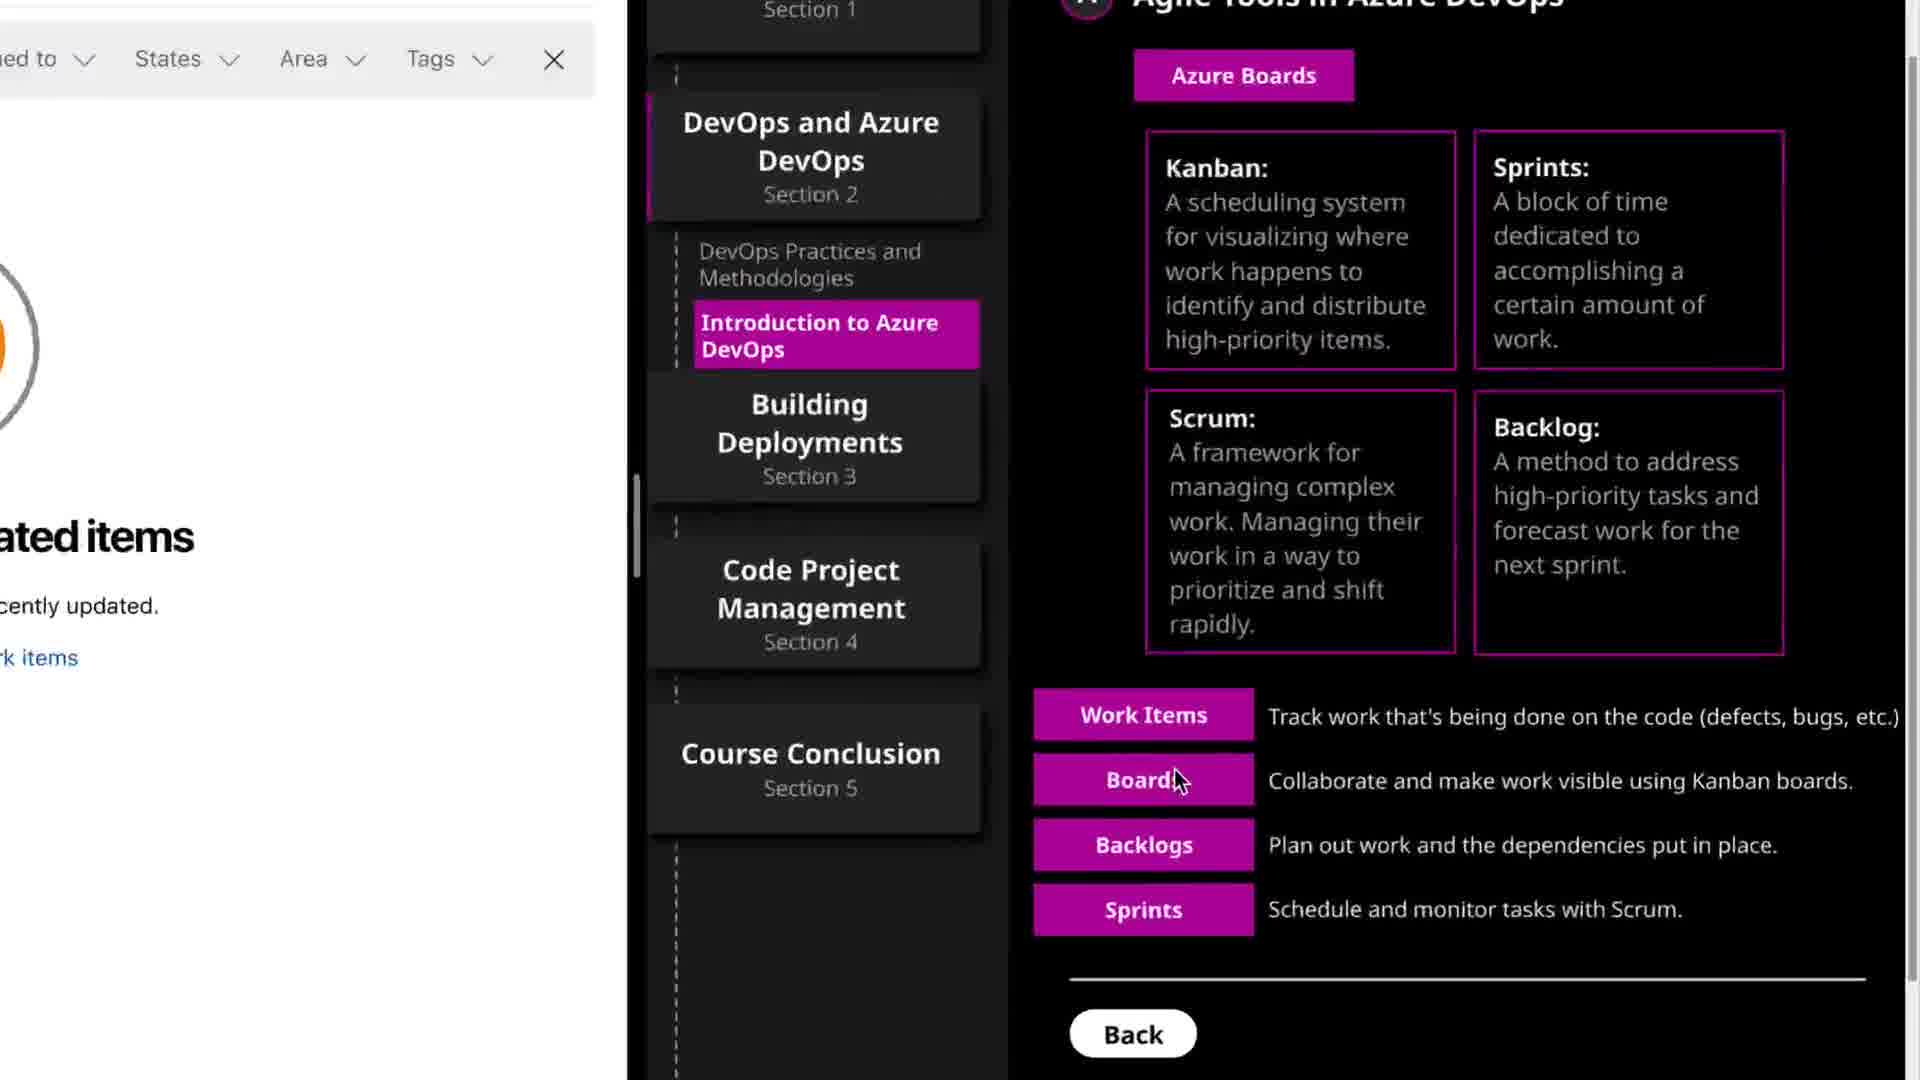 States
Area
Tags
items
updated.
items
Section 1
DevOps and Azure
DevOps
Section 2
DevOps Practices and
Methodologies
Introduction to Azure
DevOps
Building
Deployments
Section 3
Code Project
Management
Section 4
Course Conclusion
Section 5
Agile Tools in Azure DevOps
Azure Boards
Kanban:
A scheduling system
for visualizing where
work happens to
identify and distribute
high-priority items.
Sprints:
A block of time
dedicated to
accomplishing a
certain amount of
work.
Scrum:
A framework for
managing complex
work. Managing their
work in a way to
prioritize and shift
rapidly.
Backlog:
A method to address
high-priority tasks and
forecast work for the
next sprint.
Work Items
Track work that's being done on the code (defects, bugs, etc.)
Boards
Collaborate and make work visible using Kanban boards.
Backlogs
Plan out work and the dependencies put in place.
Sprints
Schedule and monitor tasks with Scrum.
Back